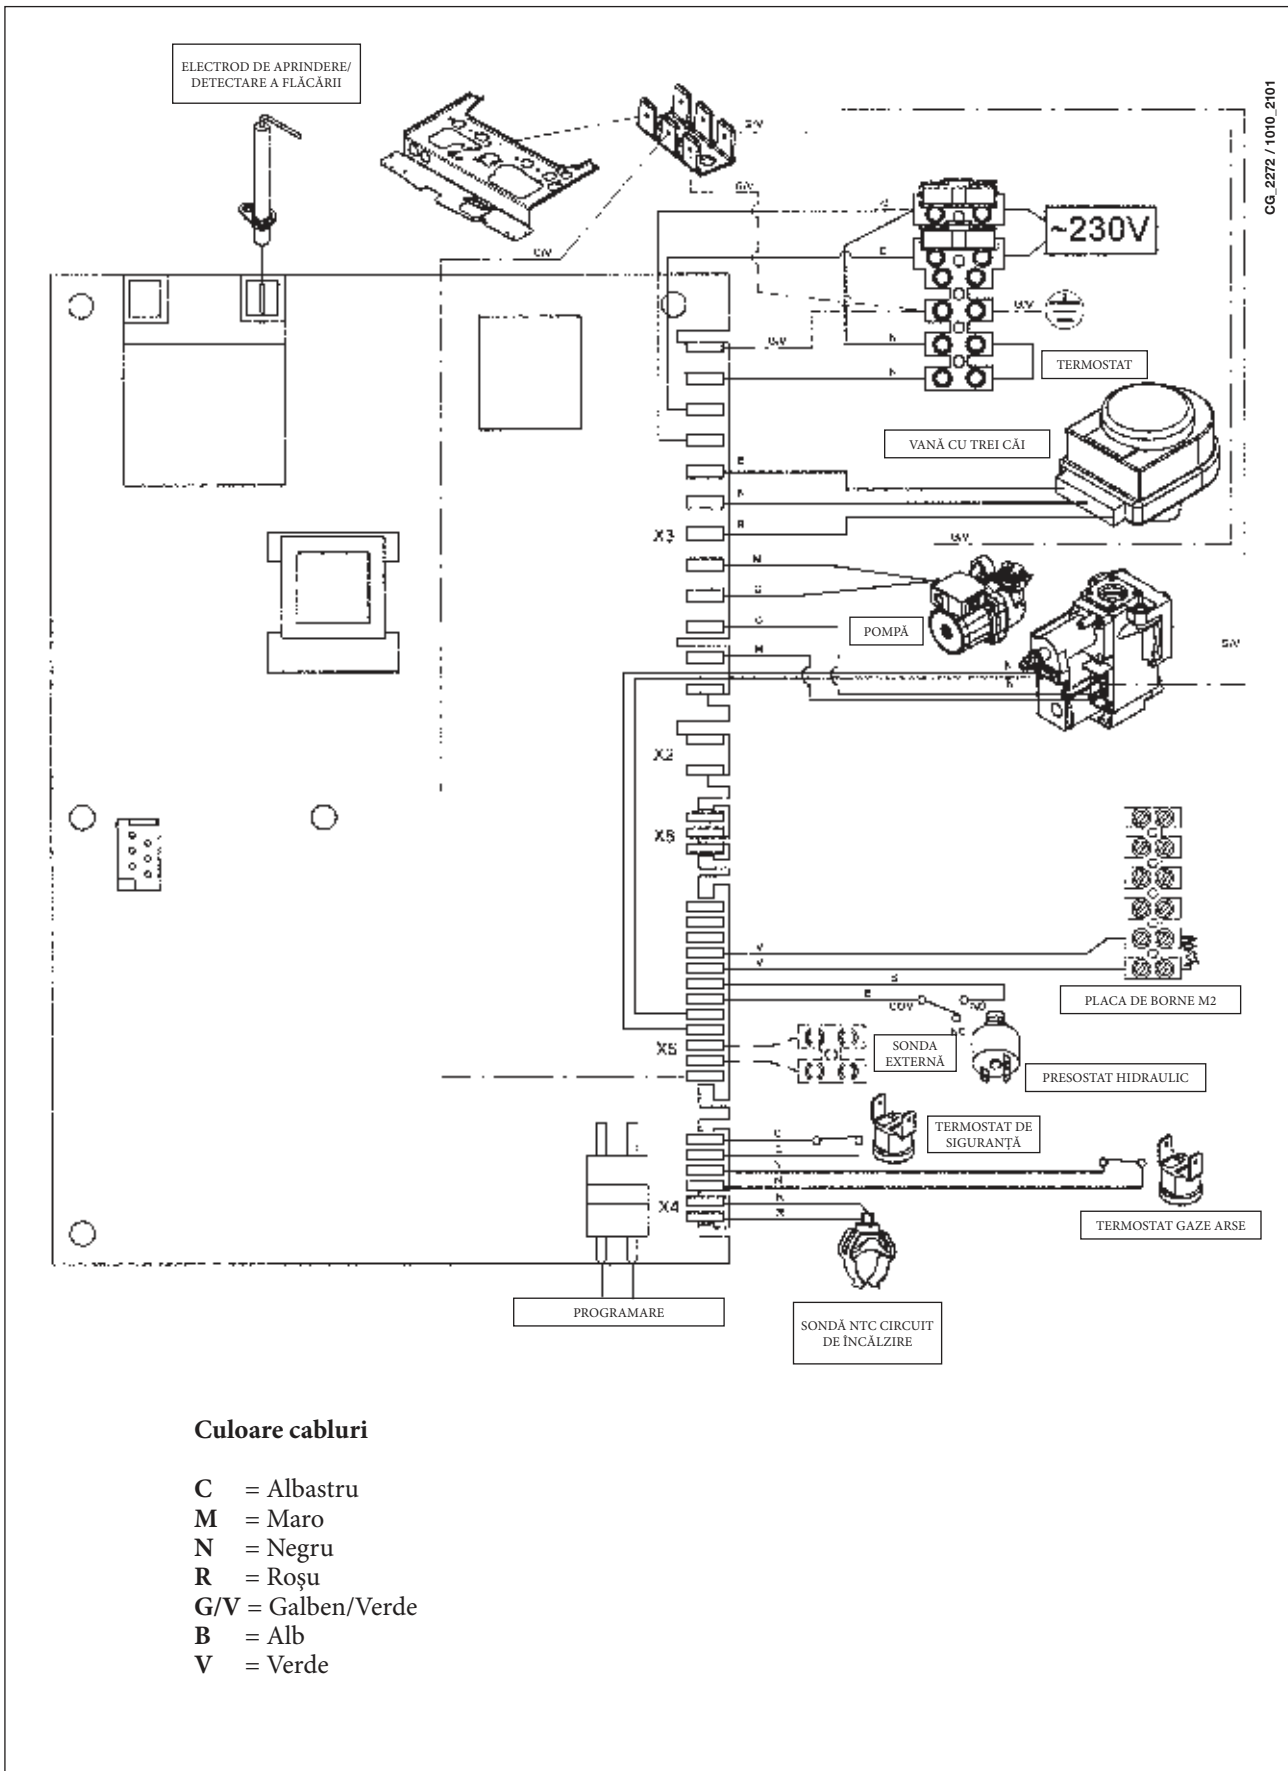 ELECTROD DE APRINDERE/
DETECTARE A FLĂCĂRII
CG_2272 / 1010_2101
G/V
G/V
G/V
~230V
G/V
G/V
N
N
TERMOSTAT
VANĂ CU TREI CĂI
N
R
X3
G/V
M
POMPĂ
G/V
M
N
N
X2
V
V
PLACA DE BORNE M2
B
NO
NC
X5
SONDA
EXTERNĂ
PRESOSTAT HIDRAULIC
TERMOSTAT DE
SIGURANȚĂ
C
N
X4
R
TERMOSTAT GAZE ARSE
PROGRAMARE
SONDĂ NTC CIRCUIT
DE ÎNCĂLZIRE
Culoare cabluri
C = Albastru
M = Maro
N = Negru
R = Roşu
G/V = Galben/Verde
B = Alb
V = Verde